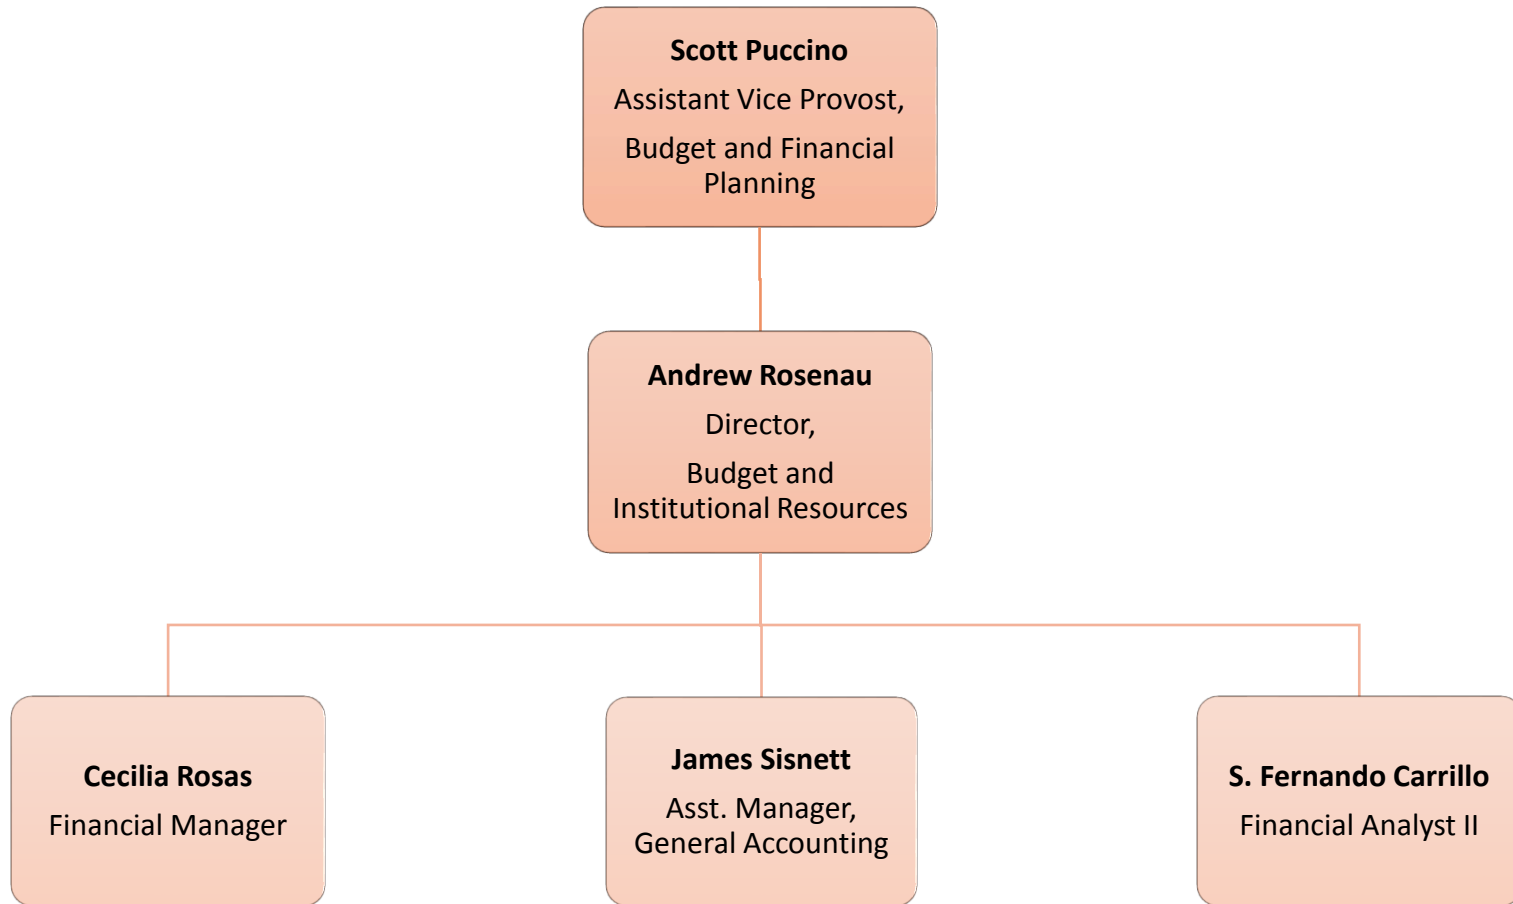 Scott Puccino
Assistant Vice Provost,
Budget and Financial
Planning
Andrew Rosenau
Director,
Budget and
Institutional Resources
Cecilia Rosas
Financial Manager
James Sisnett
Asst. Manager,
General Accounting
S. Fernando Carrillo
Financial Analyst II